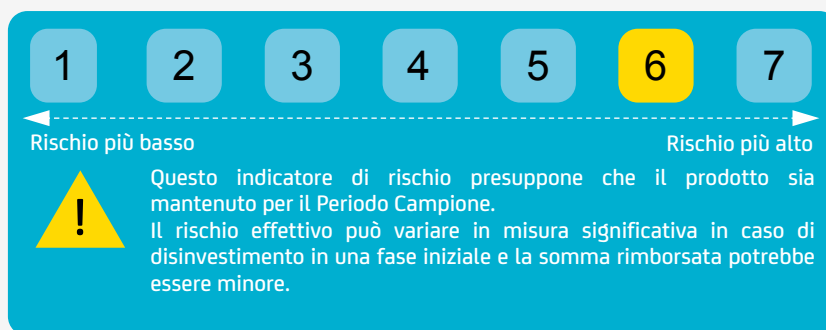 1 2 3 4 5 6 7
Rischio più basso Rischio più alto
! Questo indicatore di rischio presuppone che il prodotto sia
mantenuto per il Periodo Campione.
Il rischio effettivo può variare in misura significativa in caso di
disinvestimento in una fase iniziale e la somma rimborsata potrebbe
essere minore.